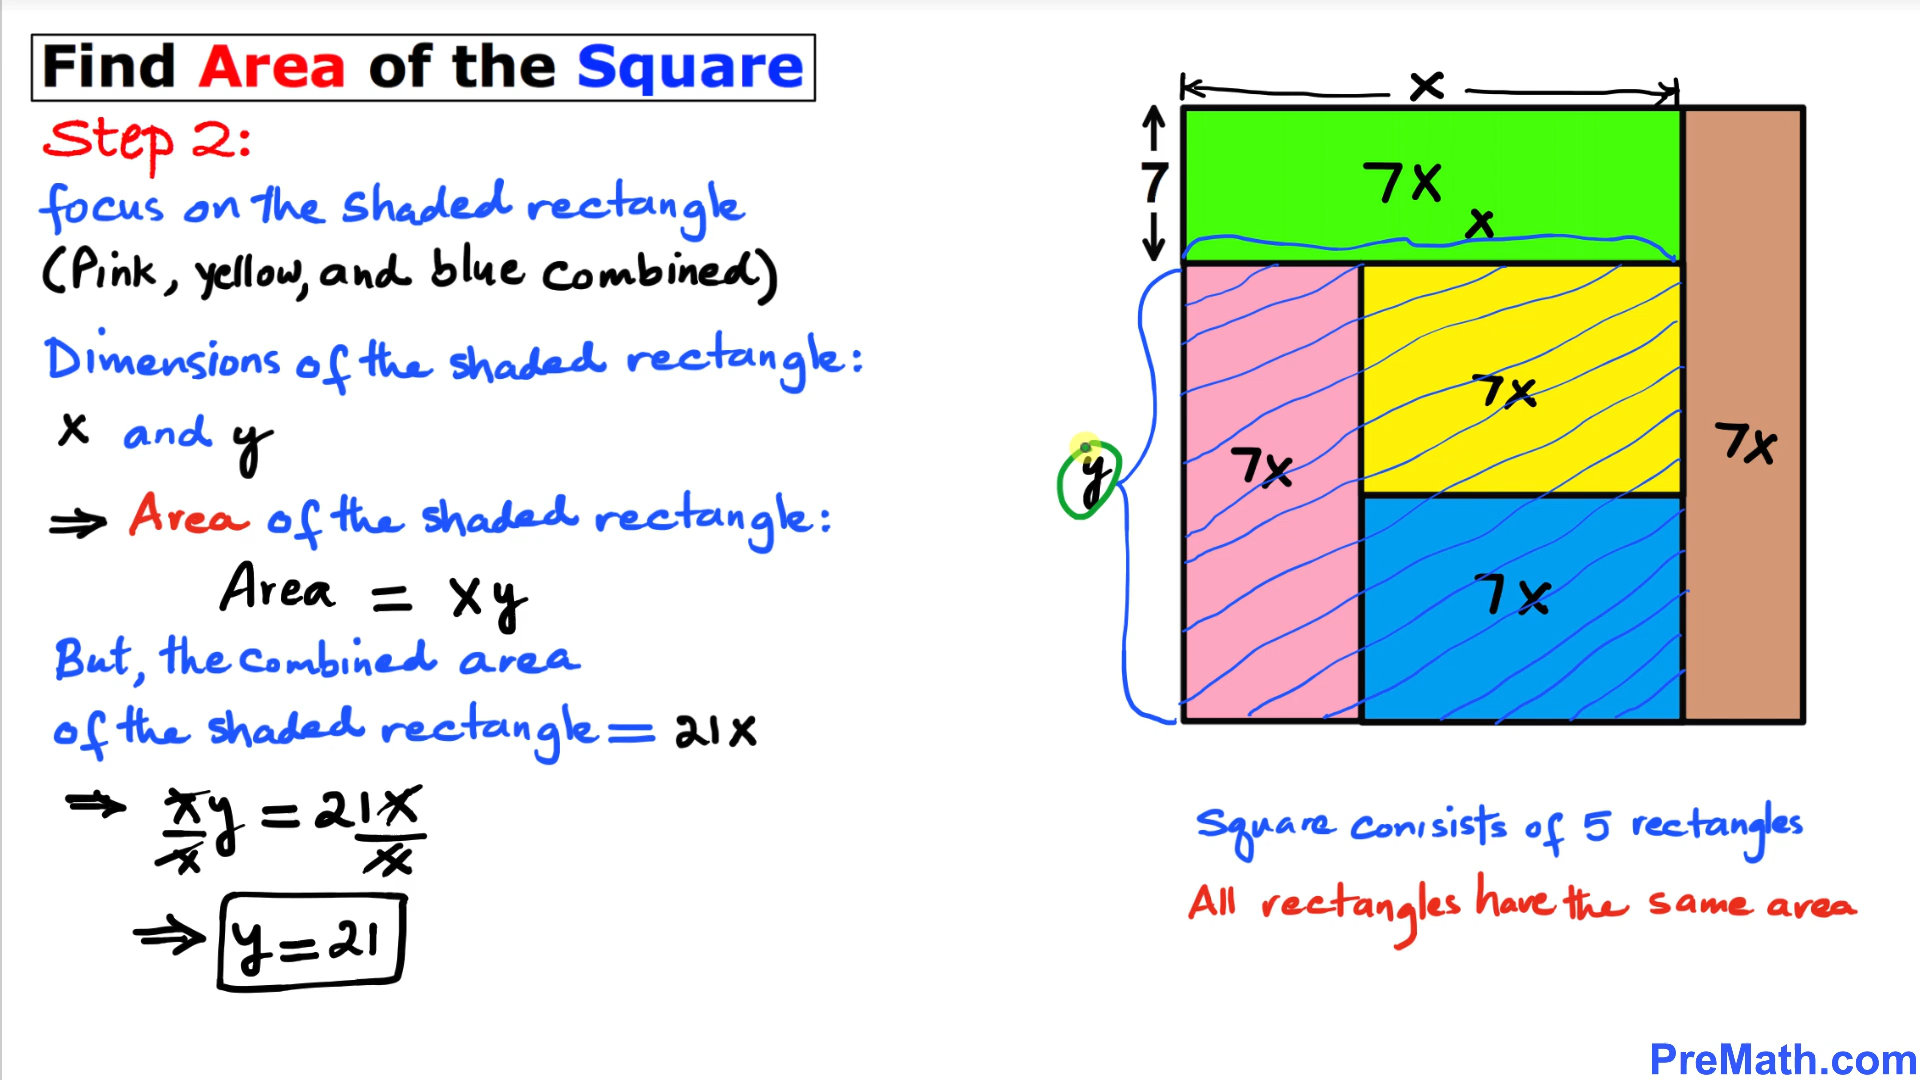 Find Area of the Square
Step 2:
focus on the shaded rectangle
(Pink, yellow, and blue combined)
Dimensions of the shaded rectangle:
x and y
⇒ Area of the shaded rectangle:
Area = xy
But, the combined area
of the shaded rectangle = 21x
⇒ x/x y = 21x/x
⇒ y = 21
x
7
7x
x
y
7x
7x
7x
7x
Square consists of 5 rectangles
All rectangles have the same area
PreMath.com